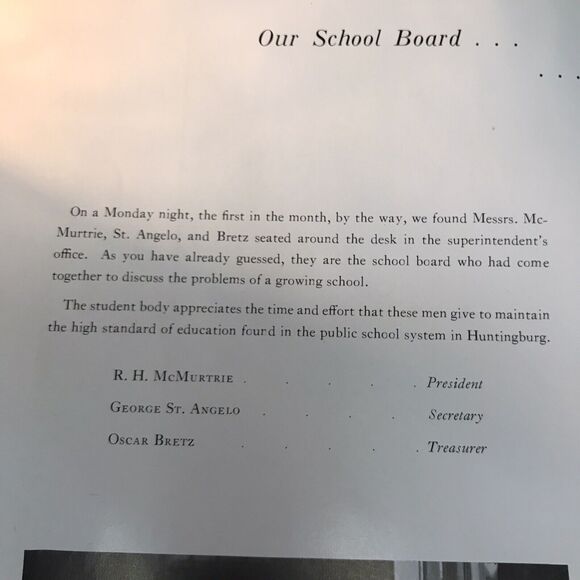 Our School Board . . .
. . .
On a Monday night, the first in the month, by the way, we found Messrs. Mc-
Murtrie, St. Angelo, and Bretz seated around the desk in the superintendent's
office. As you have already guessed, they are the school board who had come
together to discuss the problems of a growing school.
The student body appreciates the time and effort that these men give to maintain
the high standard of education found in the public school system in Huntingburg.
R. H. McMurtrie . . . . . President
George St. Angelo . . . . Secretary
Oscar Bretz . . . . . Treasurer